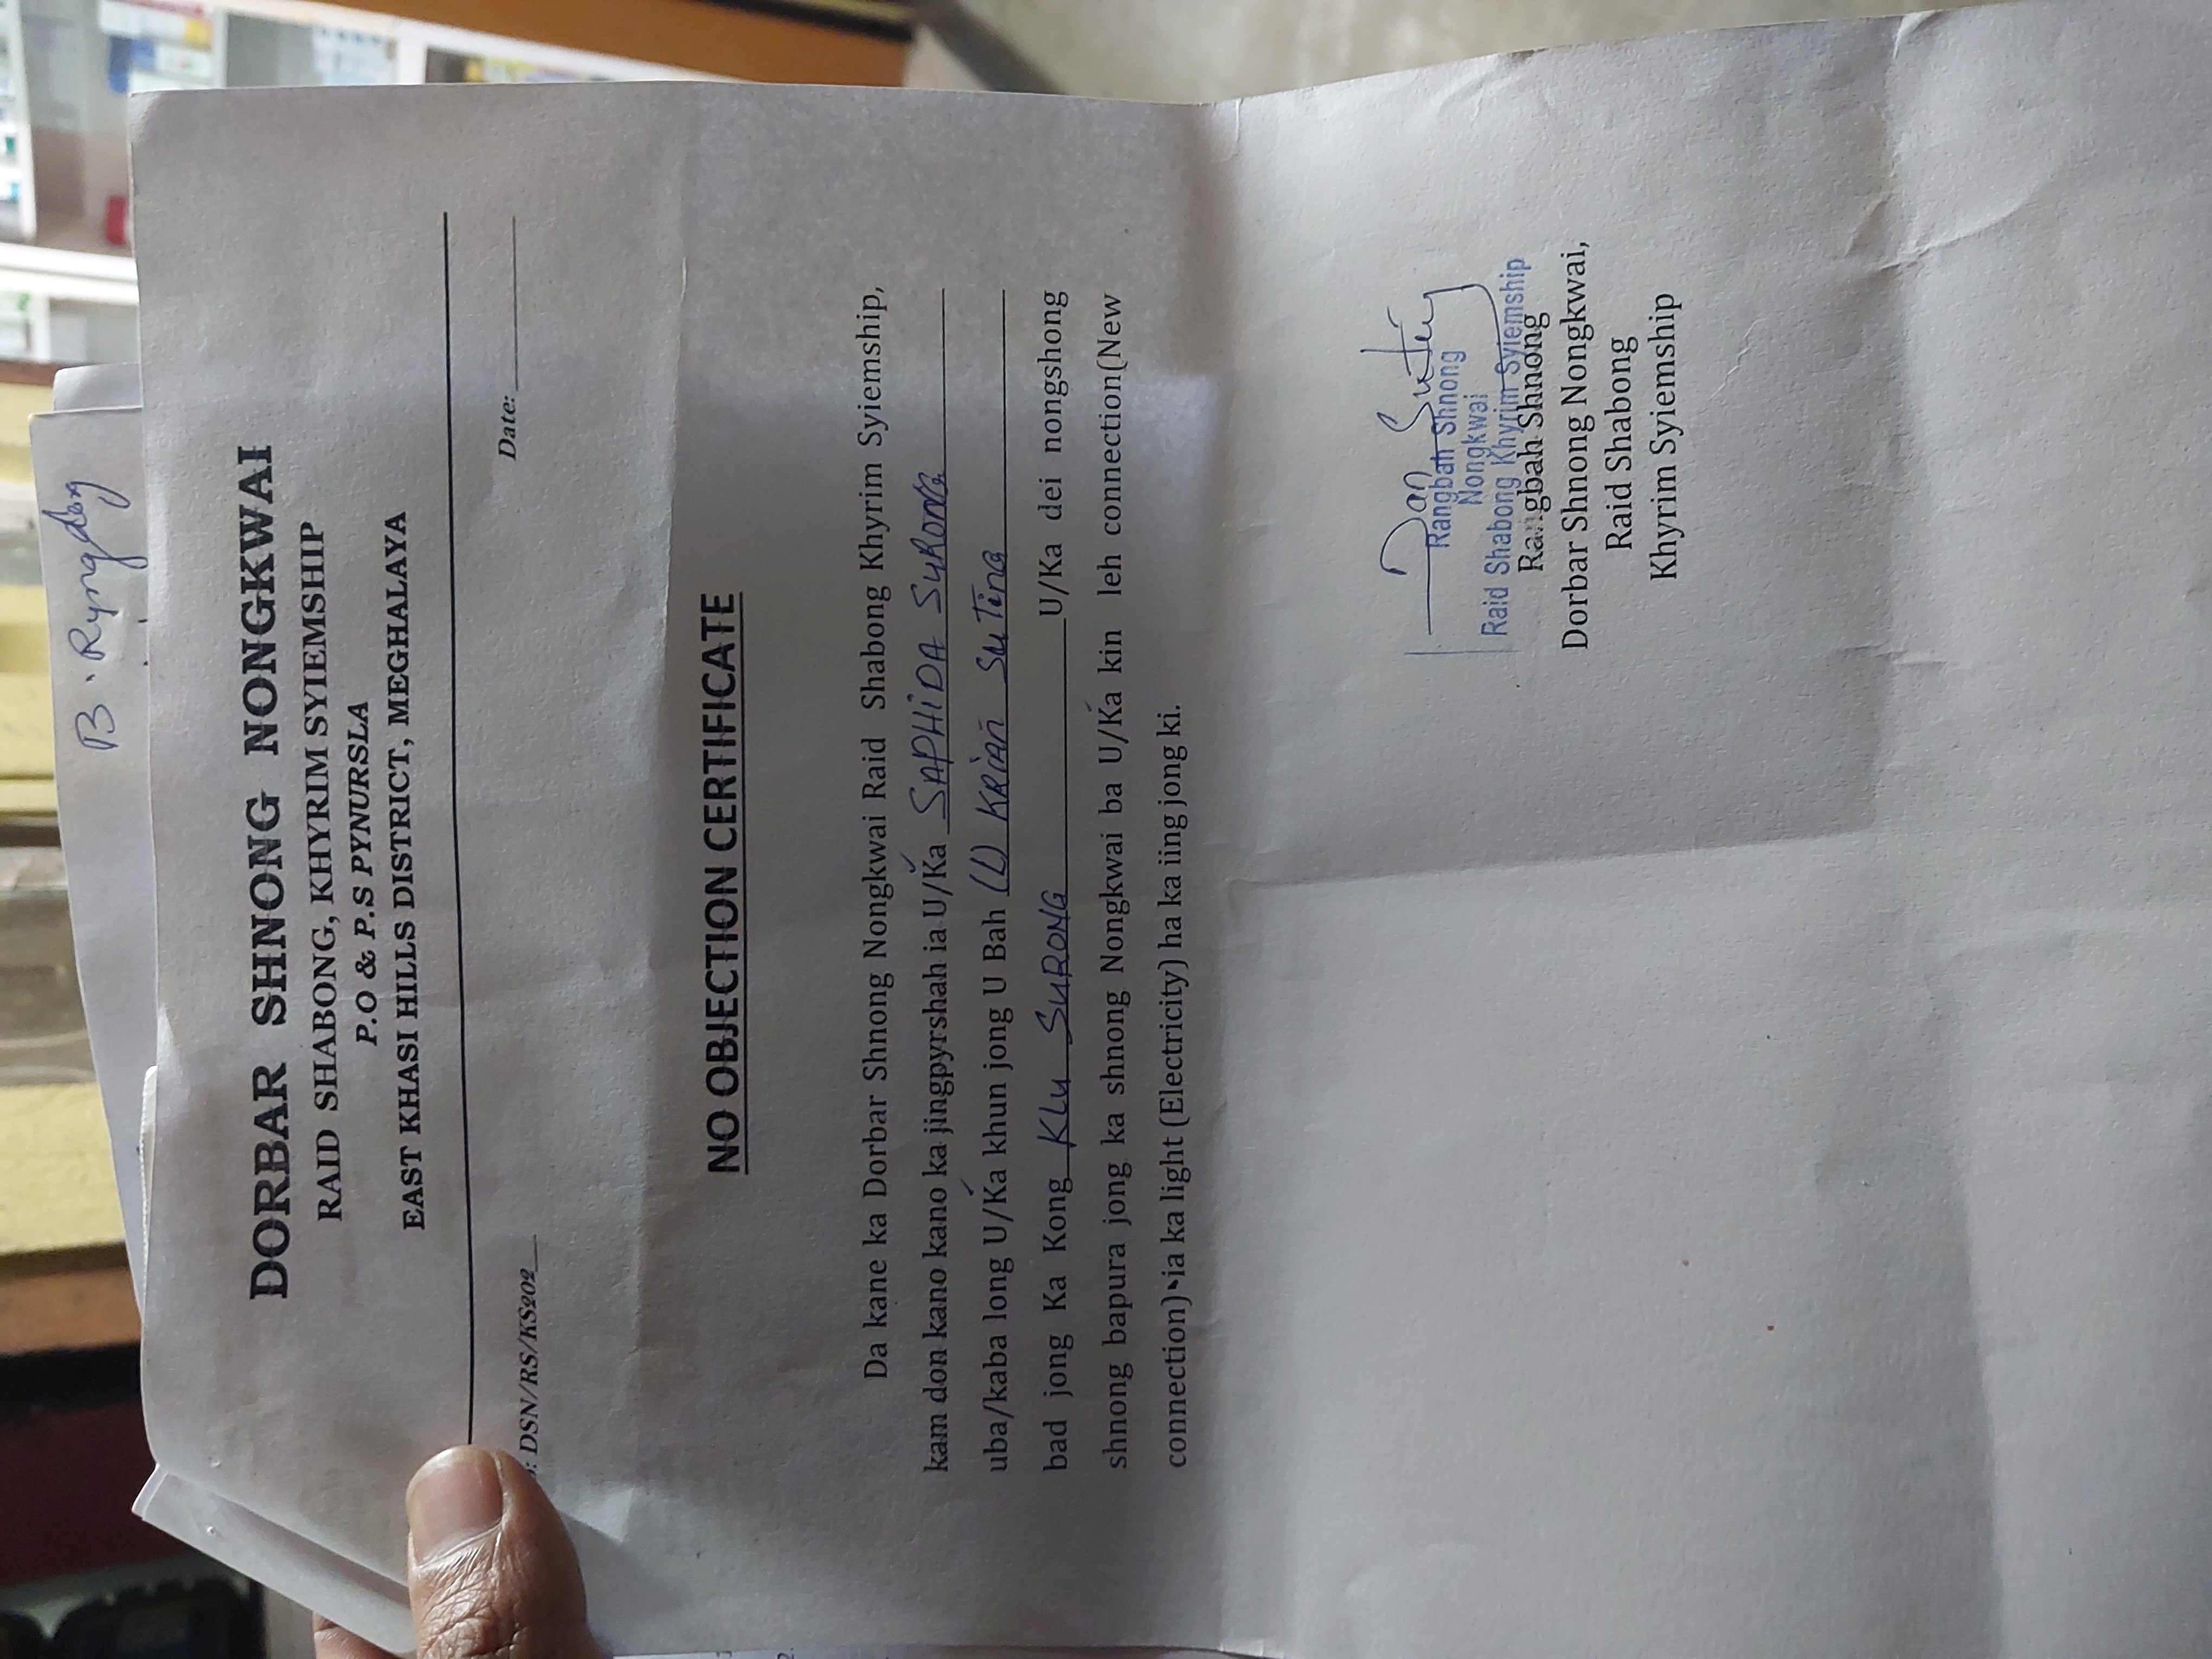 B. Ryngdong
DORBAR SHNONG NONGKWAI
RAID SHABONG, KHYRIM SYIEMSHIP
P.O & P.S PYNURSLA
EAST KHASI HILLS DISTRICT, MEGHALAYA
: DSN/RS/KS202__ Date:________
NO OBJECTION CERTIFICATE
Da kane ka Dorbar Shnong Nongkwai Raid Shabong Khyrim Syiemship,
kam don kano kano ka jingpyrshah ia U/Ka SAPHIDA SURONG
uba/kaba long U/Ka khun jong U Bah (L) KRIAN SUTING
bad jong Ka Kong KLU SURONG U/Ka dei nongshong
shnong bapura jong ka shnong Nongkwai ba U/Ka kin leh connection(New
connection) ia ka light (Electricity) ha ka iing jong ki.
Rangbah Shnong
Nongkwai
Raid Shabong Khyrim Syiemship
Rangbah Shnong
Dorbar Shnong Nongkwai,
Raid Shabong
Khyrim Syiemship